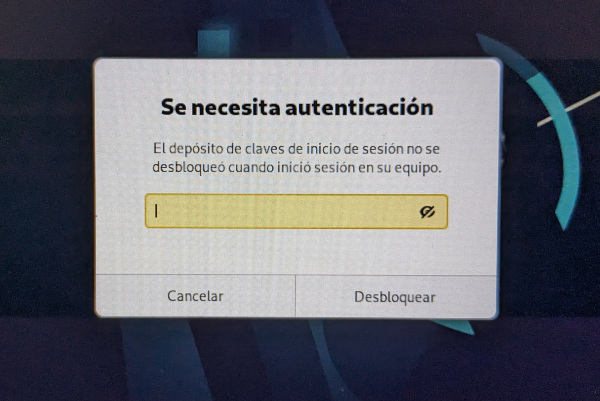 Se necesita autenticación
El depósito de claves de inicio de sesión no se
desbloqueó cuando inició sesión en su equipo.
Cancelar
Desbloquear